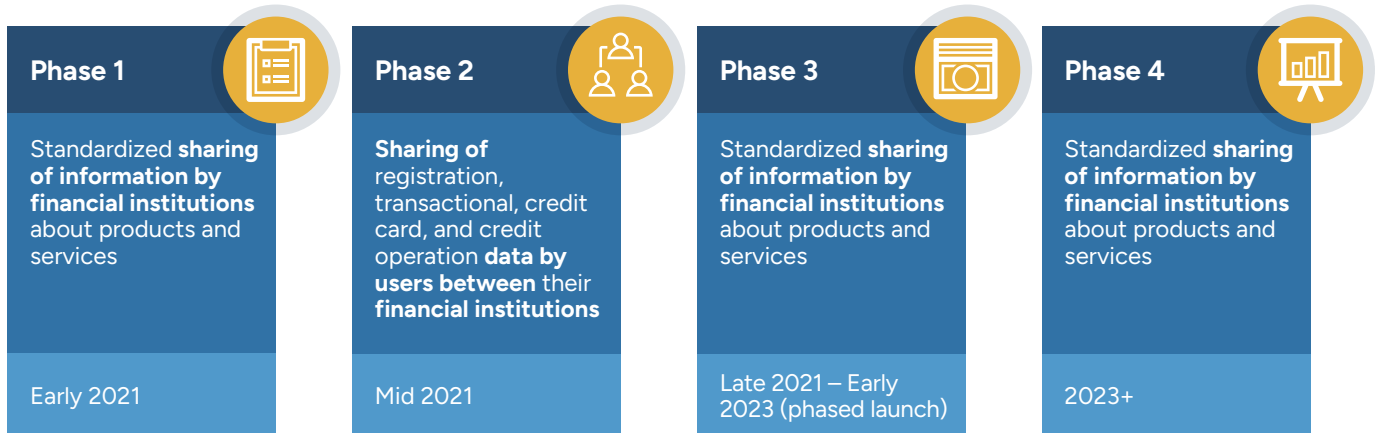 Phase 1
Standardized sharing
of information by
financial institutions
about products and
services
Early 2021
Phase 2
Sharing of
registration,
transactional, credit
card, and credit
operation data by
users between their
financial institutions
Mid 2021
Phase 3
Standardized sharing
of information by
financial institutions
about products and
services
Late 2021 – Early
2023 (phased launch)
Phase 4
Standardized sharing
of information by
financial institutions
about products and
services
2023+